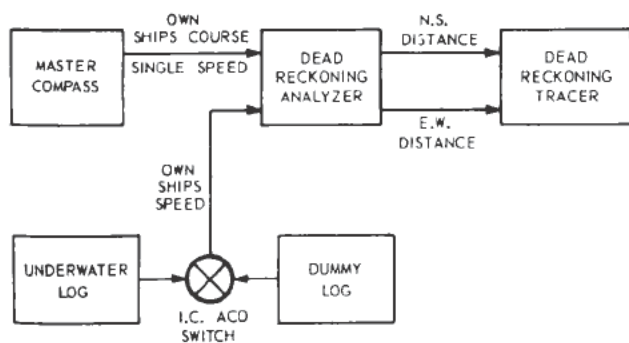 OWN
SHIPS COURSE
SINGLE SPEED
MASTER
COMPASS
DEAD
RECKONING
ANALYZER
N.S.
DISTANCE
E.W.
DISTANCE
DEAD
RECKONING
TRACER
OWN
SHIPS
SPEED
UNDERWATER
LOG
I.C. ACO
SWITCH
DUMMY
LOG